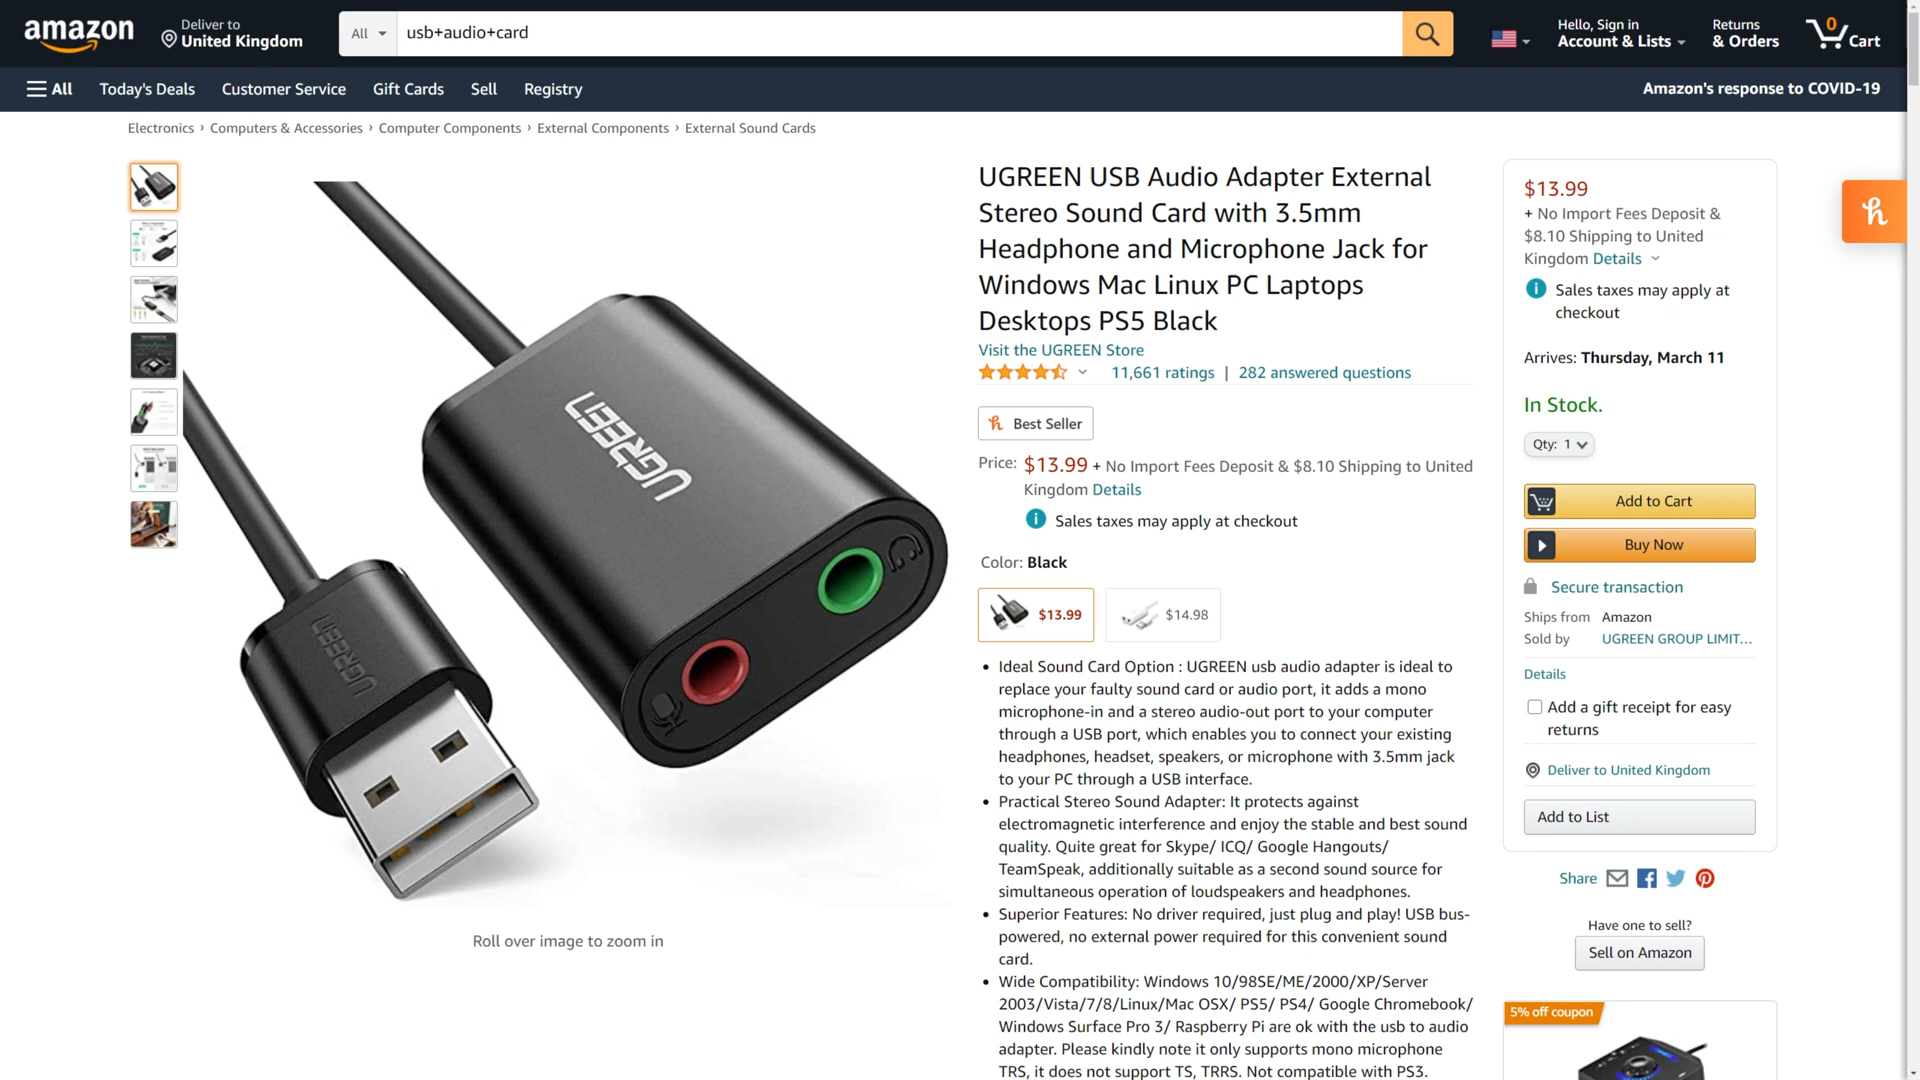 amazon
Deliver to
United Kingdom
All
usb+audio+card
Hello, Sign in
Account & Lists
Returns
& Orders
0
Cart
All
Today's Deals
Customer Service
Gift Cards
Sell
Registry
Amazon's response to COVID-19
Electronics › Computers & Accessories › Computer Components › External Components › External Sound Cards
UGREEN
UGREEN
Roll over image to zoom in
UGREEN USB Audio Adapter External
Stereo Sound Card with 3.5mm
Headphone and Microphone Jack for
Windows Mac Linux PC Laptops
Desktops PS5 Black
Visit the UGREEN Store
11,661 ratings | 282 answered questions
Best Seller
Price: $13.99 + No Import Fees Deposit & $8.10 Shipping to United
Kingdom Details
Sales taxes may apply at checkout
Color: Black
$13.99
$14.98
• Ideal Sound Card Option : UGREEN usb audio adapter is ideal to
replace your faulty sound card or audio port, it adds a mono
microphone-in and a stereo audio-out port to your computer
through a USB port, which enables you to connect your existing
headphones, headset, speakers, or microphone with 3.5mm jack
to your PC through a USB interface.
• Practical Stereo Sound Adapter: It protects against
electromagnetic interference and enjoy the stable and best sound
quality. Quite great for Skype/ ICQ/ Google Hangouts/
TeamSpeak, additionally suitable as a second sound source for
simultaneous operation of loudspeakers and headphones.
• Superior Features: No driver required, just plug and play! USB bus-
powered, no external power required for this convenient sound
card.
• Wide Compatibility: Windows 10/98SE/ME/2000/XP/Server
2003/Vista/7/8/Linux/Mac OSX/ PS5/ PS4/ Google Chromebook/
Windows Surface Pro 3/ Raspberry Pi are ok with the usb to audio
adapter. Please kindly note it only supports mono microphone
TRS, it does not support TS, TRRS. Not compatible with PS3.
$13.99
+ No Import Fees Deposit &
$8.10 Shipping to United
Kingdom Details
Sales taxes may apply at
checkout
Arrives: Thursday, March 11
In Stock.
Qty: 1
Add to Cart
Buy Now
Secure transaction
Ships from Amazon
Sold by UGREEN GROUP LIMIT...
Details
Add a gift receipt for easy
returns
Deliver to United Kingdom
Add to List
Share
Have one to sell?
Sell on Amazon
5% off coupon
h